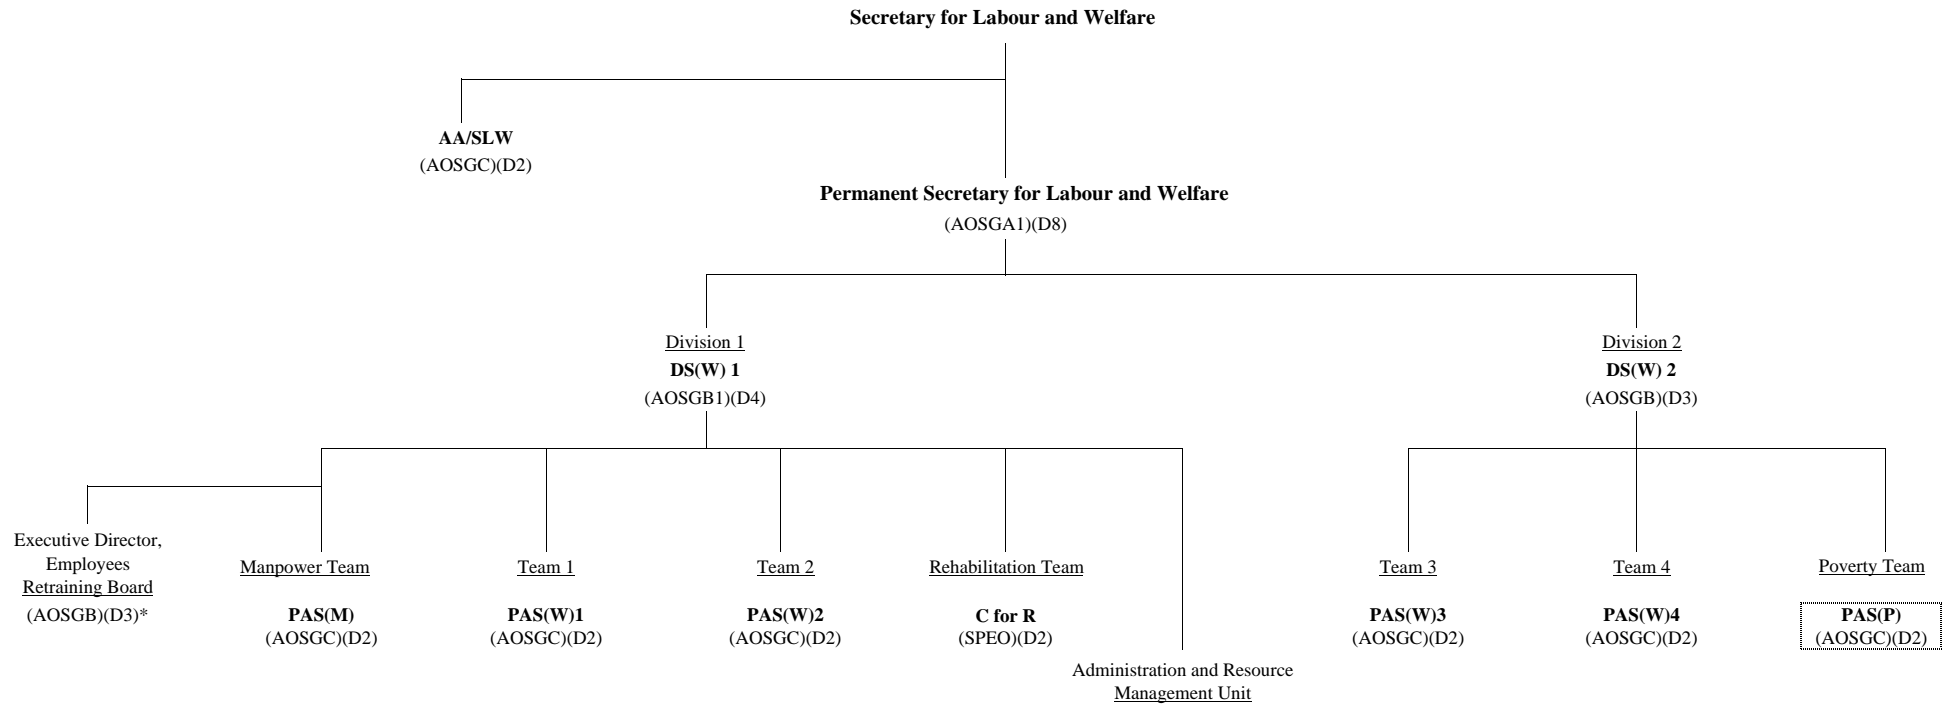 Secretary for Labour and Welfare
AA/SLW
(AOSGC)(D2)
Permanent Secretary for Labour and Welfare
(AOSGA1)(D8)
Division 1
DS(W) 1
(AOSGB1)(D4)
Division 2
DS(W) 2
(AOSGB)(D3)
Executive Director,
Employees
Retraining Board
(AOSGB)(D3)*
Manpower Team
PAS(M)
(AOSGC)(D2)
Team 1
PAS(W)1
(AOSGC)(D2)
Team 2
PAS(W)2
(AOSGC)(D2)
Rehabilitation Team
C for R
(SPEO)(D2)
Administration and Resource
Management Unit
Team 3
PAS(W)3
(AOSGC)(D2)
Team 4
PAS(W)4
(AOSGC)(D2)
Poverty Team
PAS(P)
(AOSGC)(D2)